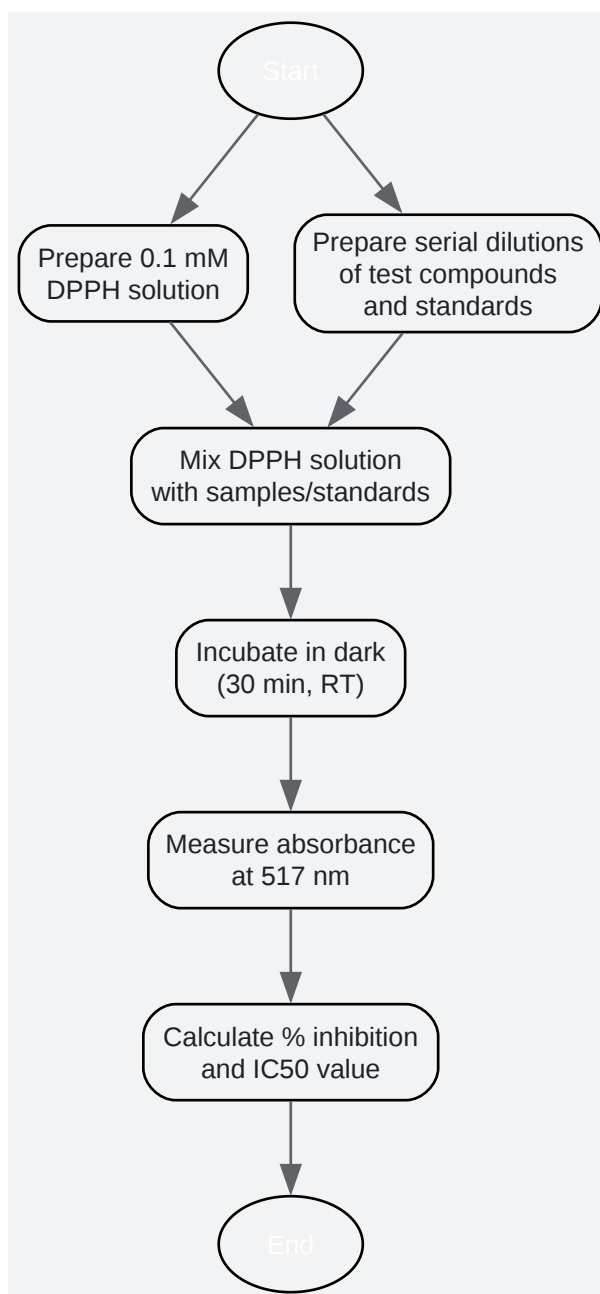 Start
Prepare 0.1 mM
DPPH solution
Prepare serial dilutions
of test compounds
and standards
Mix DPPH solution
with samples/standards
Incubate in dark
(30 min, RT)
Measure absorbance
at 517 nm
Calculate % inhibition
and IC50 value
End